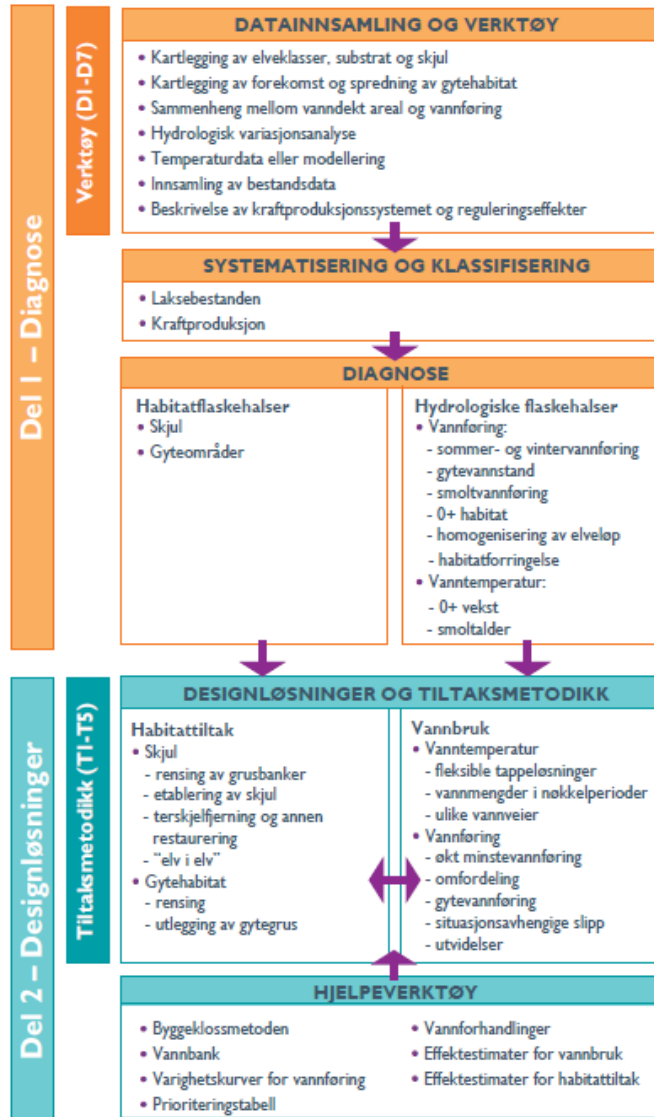 Del 1 – Diagnose
Verktøy (D1-D7)
DATAINNSAMLING OG VERKTØY
• Kartlegging av elveklasser, substrat og skjul
• Kartlegging av forekomst og spredning av gytehabitat
• Sammenheng mellom vanndekt areal og vannføring
• Hydrologisk variasjonsanalyse
• Temperaturdata eller modellering
• Innsamling av bestandsdata
• Beskrivelse av kraftproduksjonssystemet og reguleringseffekter
SYSTEMATISERING OG KLASSIFISERING
• Laksebestanden
• Kraftproduksjon
DIAGNOSE
Habitatflaskehalser
• Skjul
• Gyteområder
Hydrologiske flaskehalser
• Vannføring:
- sommer- og vintervannføring
- gytevannstand
- smoltvannføring
- 0+ habitat
- homogenisering av elveløp
- habitatforringelse
• Vanntemperatur:
- 0+ vekst
- smoltalder
Del 2 – Designløsninger
Tiltaksmetodikk (T1-T5)
DESIGNLØSNINGER OG TILTAKSMETODIKK
Habitattiltak
• Skjul
- rensing av grusbanker
- etablering av skjul
- terskjelfjerning og annen
restaurering
- "elv i elv"
• Gytehabitat
- rensing
- utlegging av gytegrus
Vannbruk
• Vanntemperatur
- fleksible tappeløsninger
- vannmengder i nøkkelperioder
- ulike vannveier
• Vannføring
- økt minstevannføring
- omfordeling
- gytevannføring
- situasjonsavhengige slipp
- utvidelser
HJELPEVERKTØY
• Byggeklossmetoden
• Vannbank
• Varighetskurver for vannføring
• Prioriteringstabell
• Vannforhandlinger
• Effektestimater for vannbruk
• Effektestimater for habitattiltak